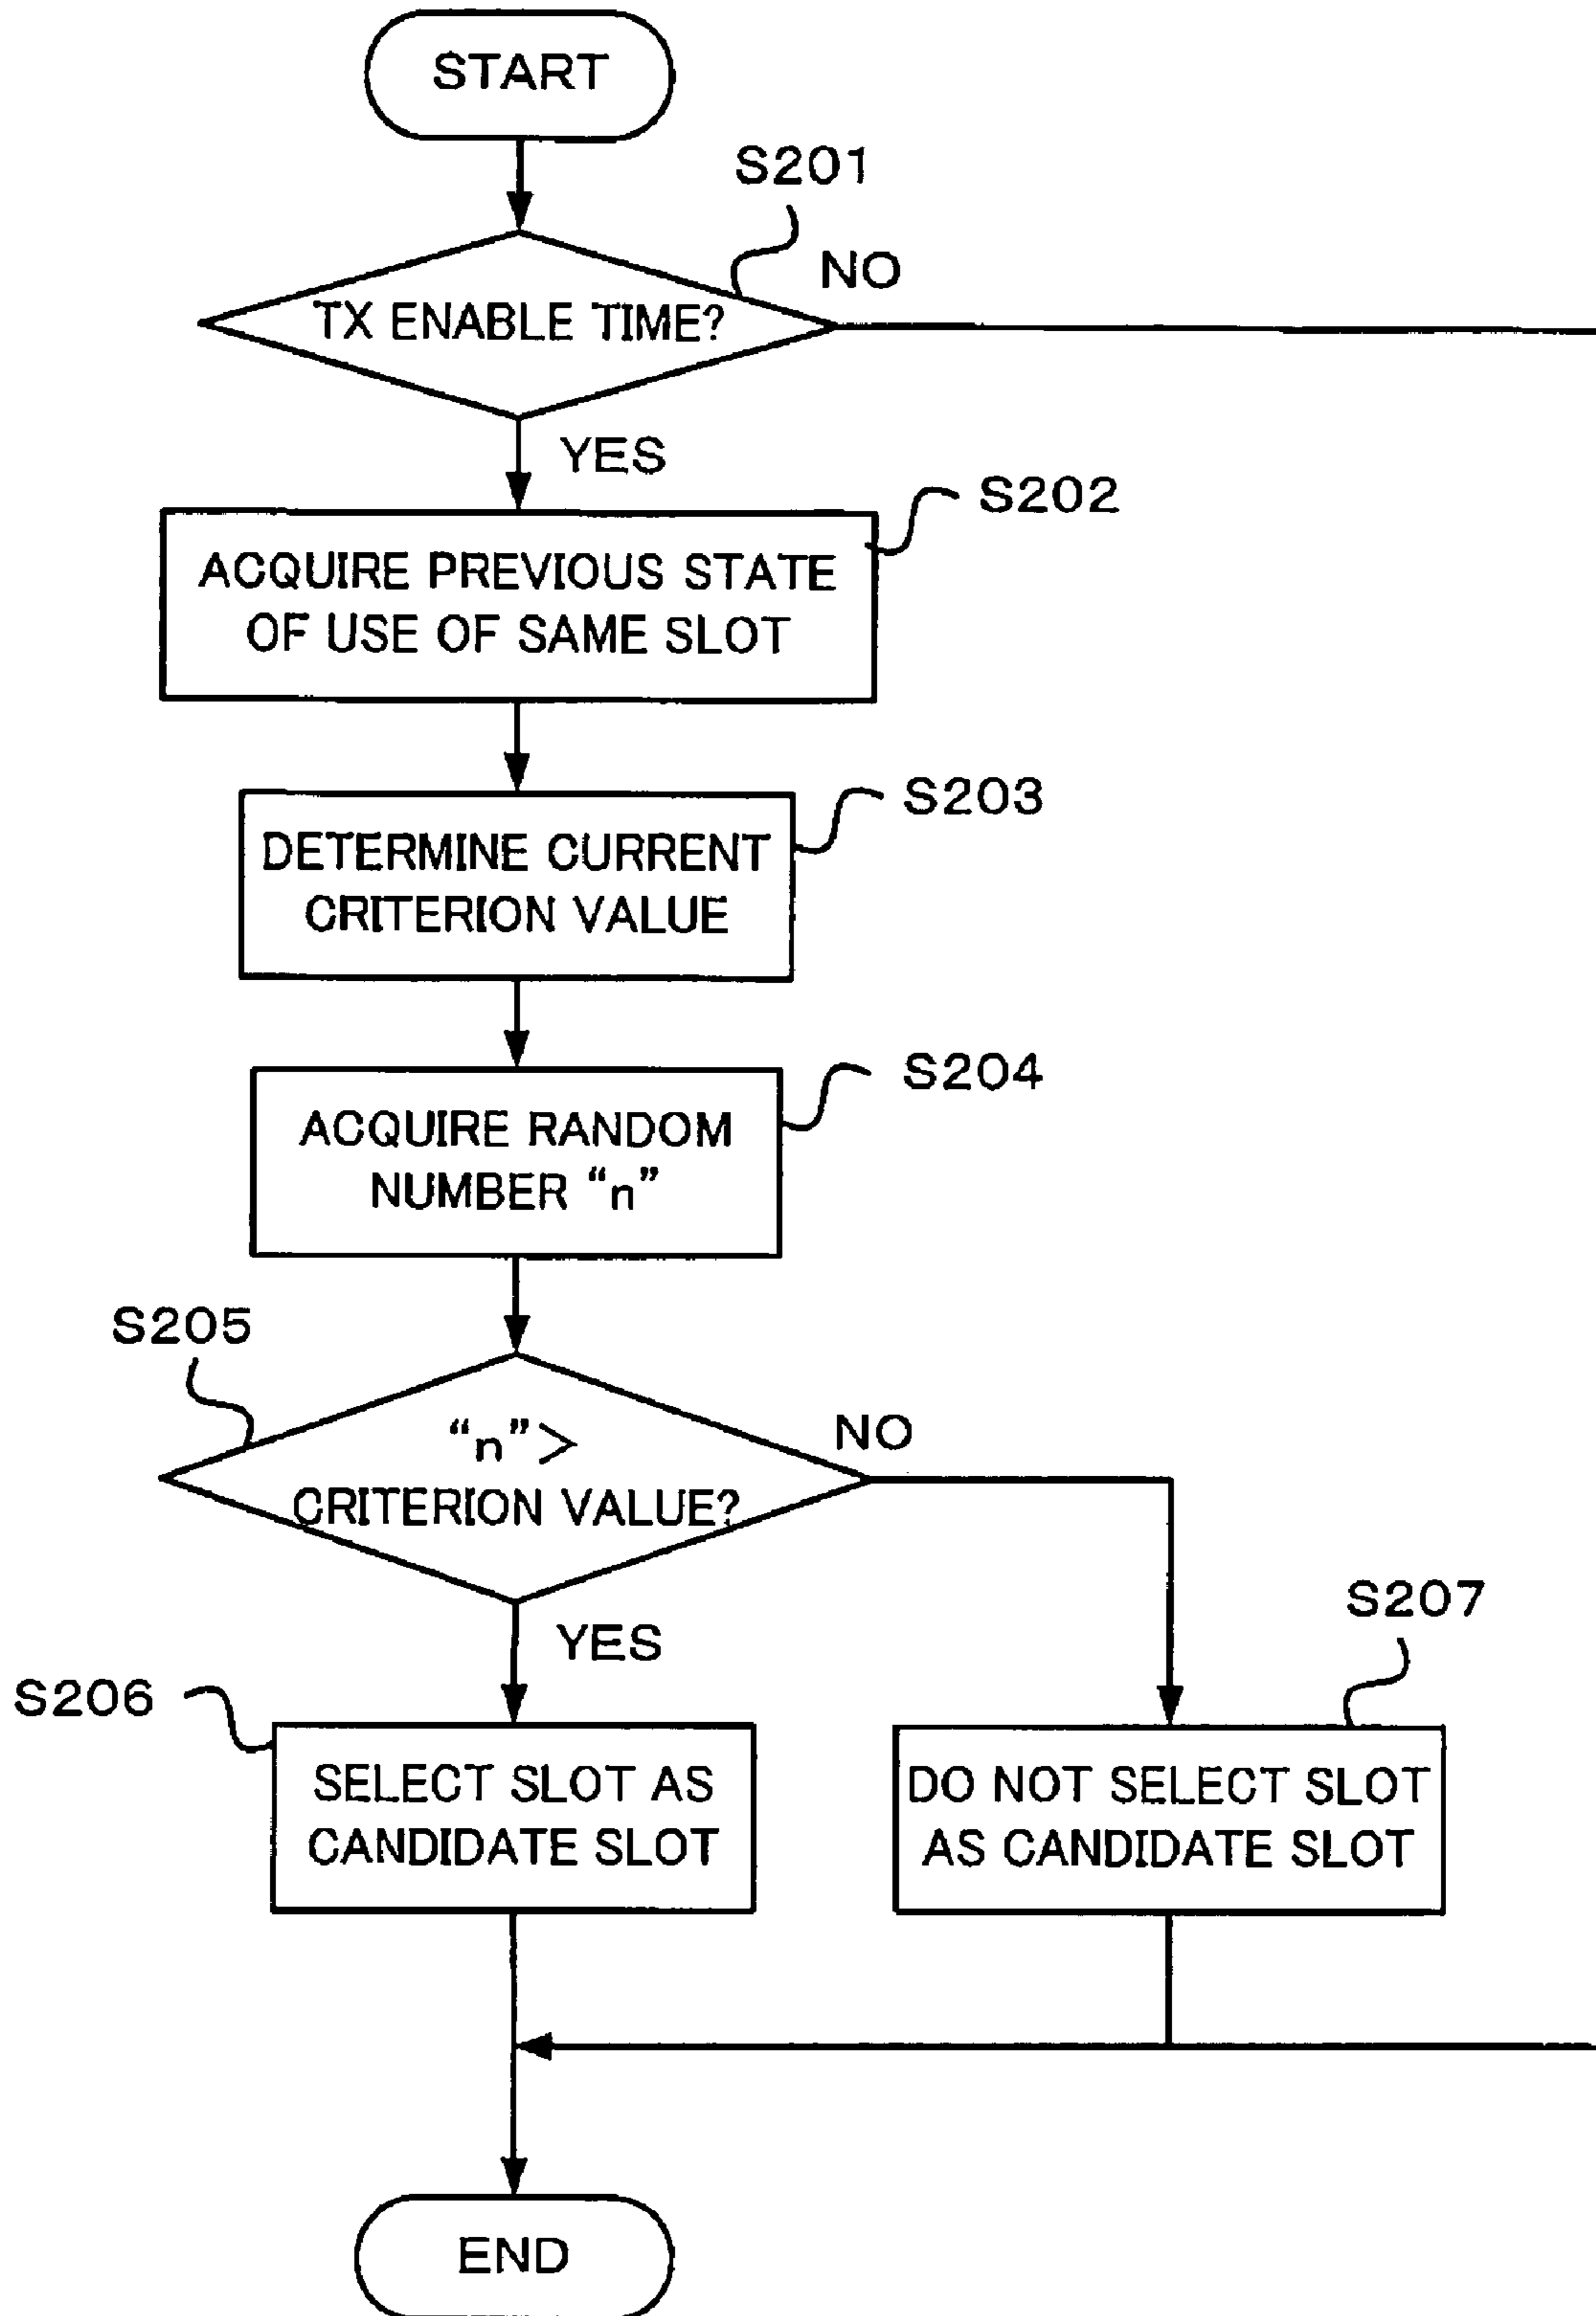 START
S201
NO
TX ENABLE TIME?
YES
S202
ACQUIRE PREVIOUS STATE
OF USE OF SAME SLOT
S203
DETERMINE CURRENT
CRITERION VALUE
S204
ACQUIRE RANDOM
NUMBER “n”
S205
“n”>
CRITERION VALUE?
NO
YES
S206
SELECT SLOT AS
CANDIDATE SLOT
S207
DO NOT SELECT SLOT
AS CANDIDATE SLOT
END